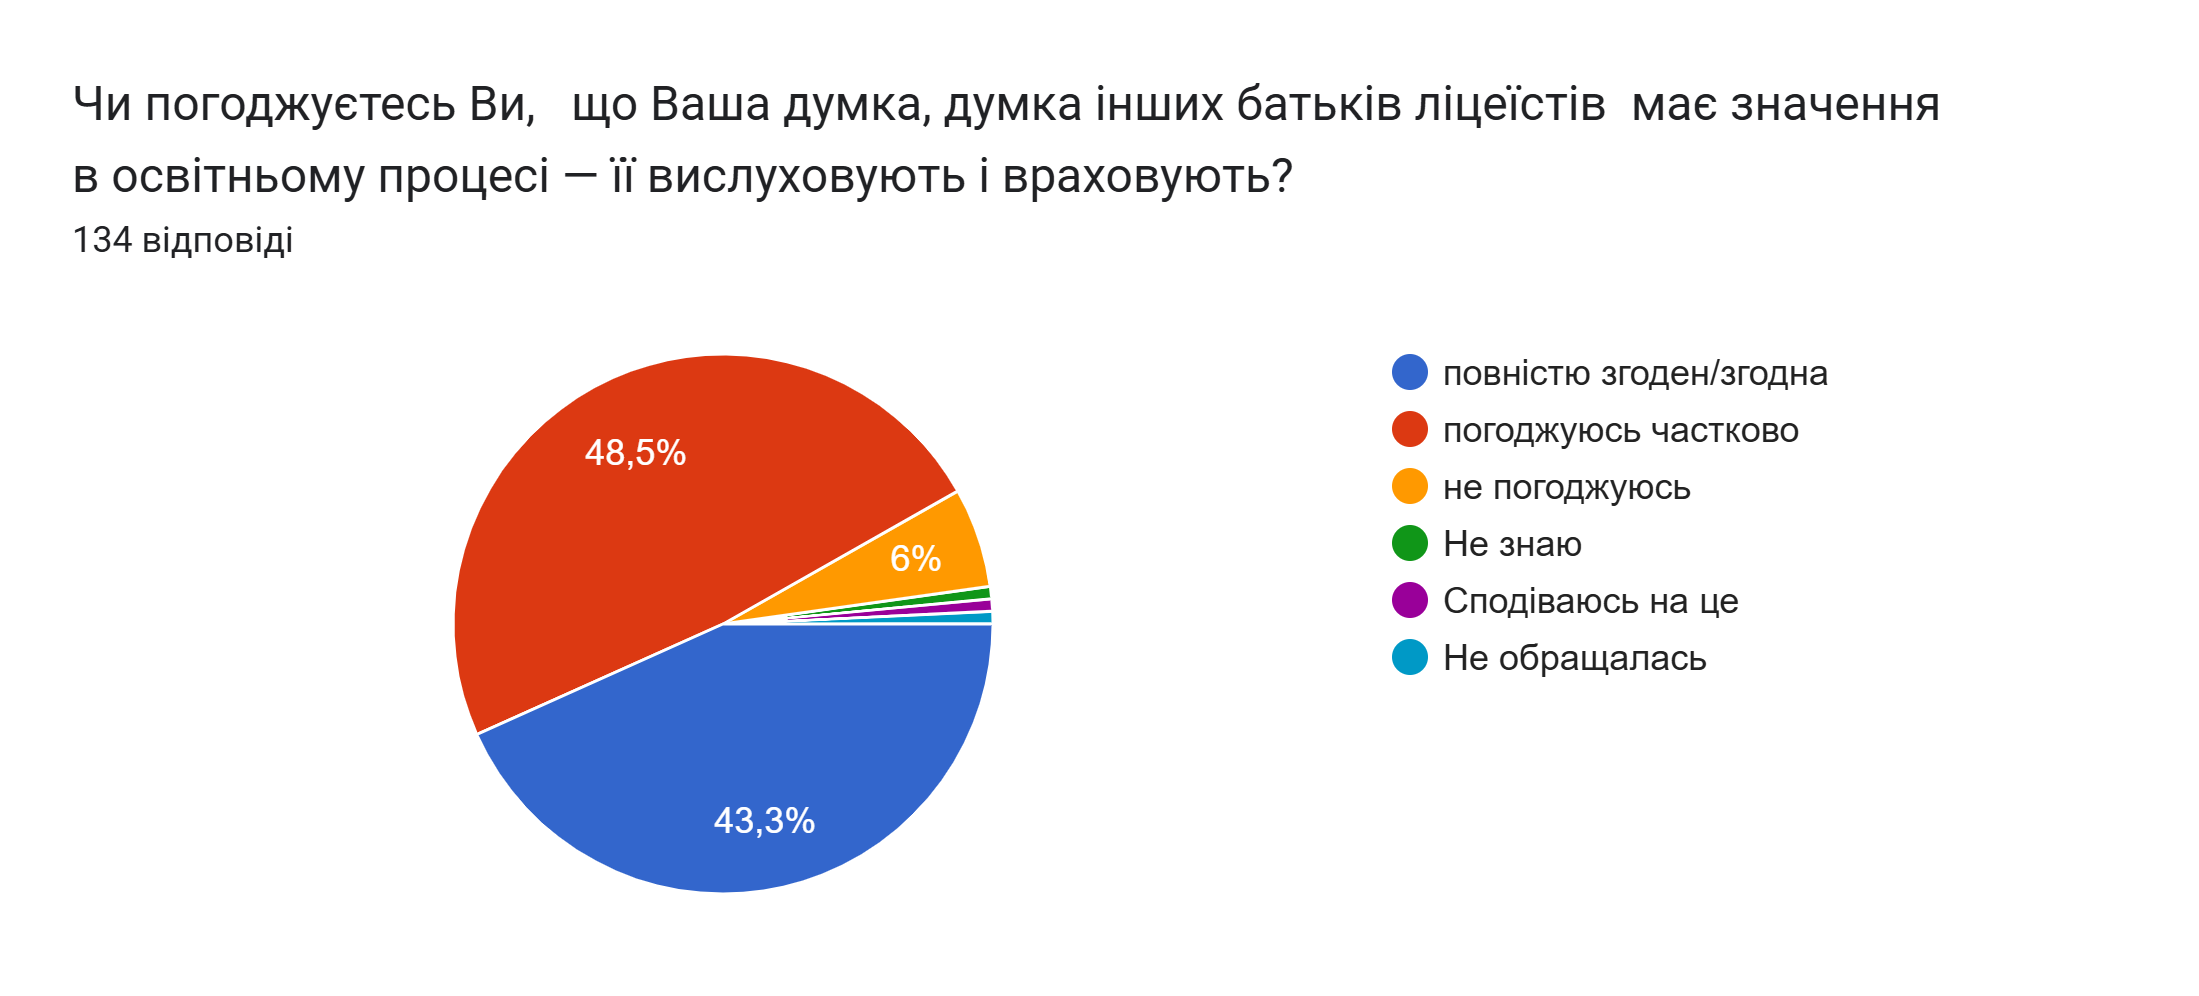 Чи погоджуєтесь Ви,   що Ваша думка, думка інших батьків ліцеїстів  має значення
в освітньому процесі — її вислуховують і враховують?
134 відповіді
повністю згоден/згодна
погоджуюсь частково
не погоджуюсь
Не знаю
Сподіваюсь на це
Не обращалась
48,5%
6%
43,3%